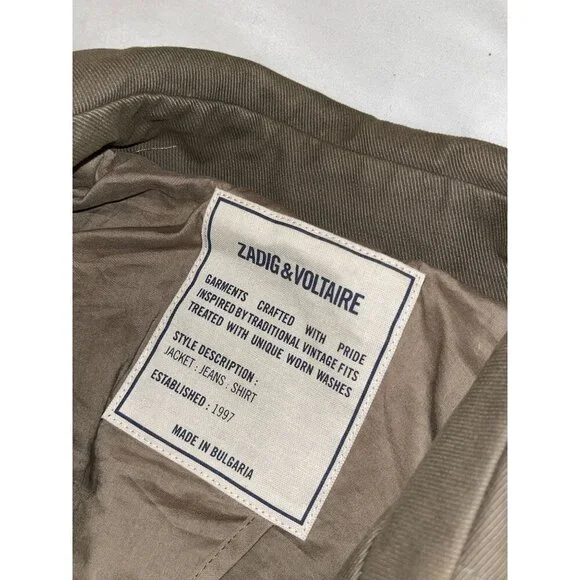 ZADIG&VOLTAIRE
GARMENTS CRAFTED WITH PRIDE
INSPIRED BY TRADITIONAL VINTAGE FITS
TREATED WITH UNIQUE WORN WASHES
STYLE DESCRIPTION :
JACKET : JEANS : SHIRT
ESTABLISHED : 1997
MADE IN BULGARIA